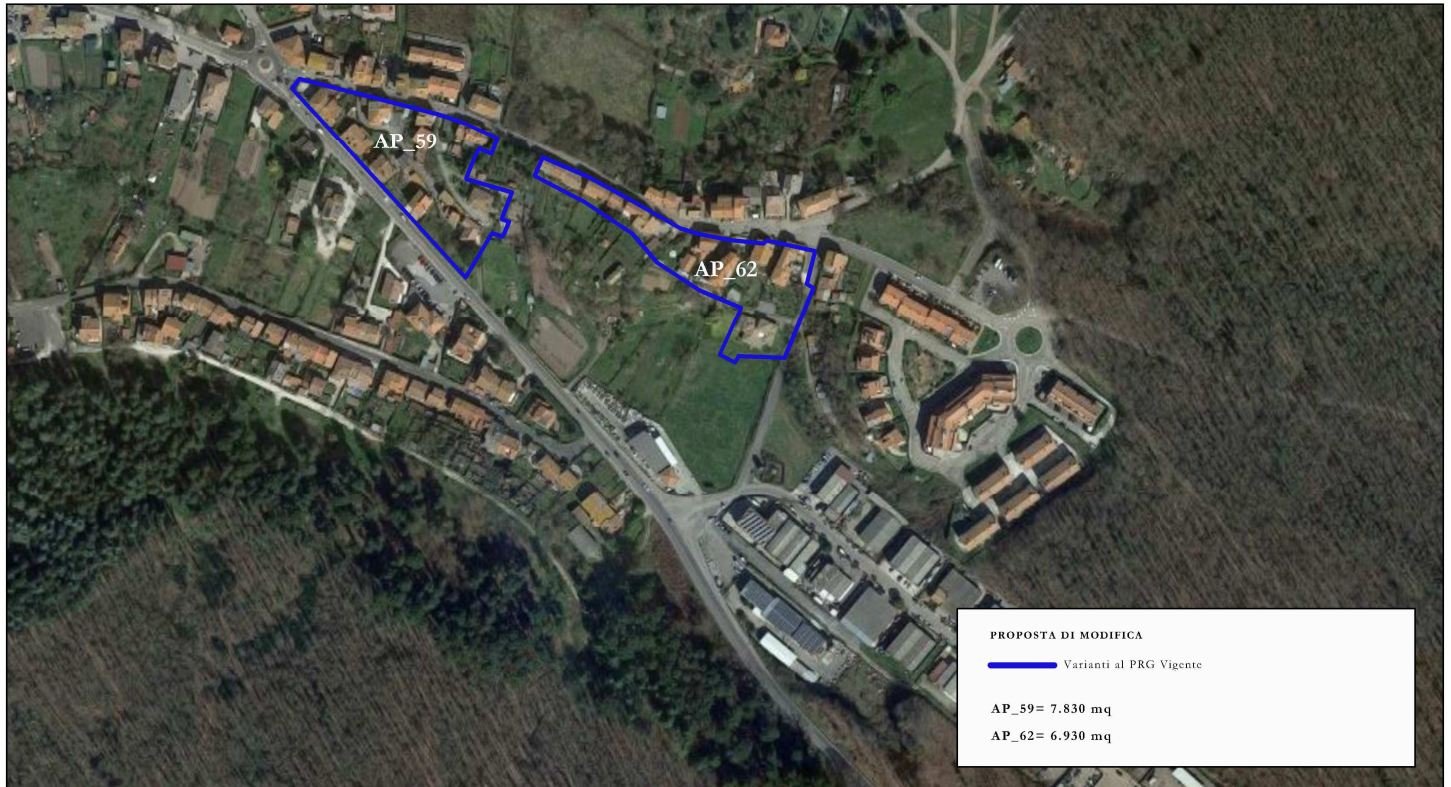 AP_59
AP_62
PROPOSTA DI MODIFICA
Varianti al PRG Vigente
AP_59= 7.830 mq
AP_62= 6.930 mq